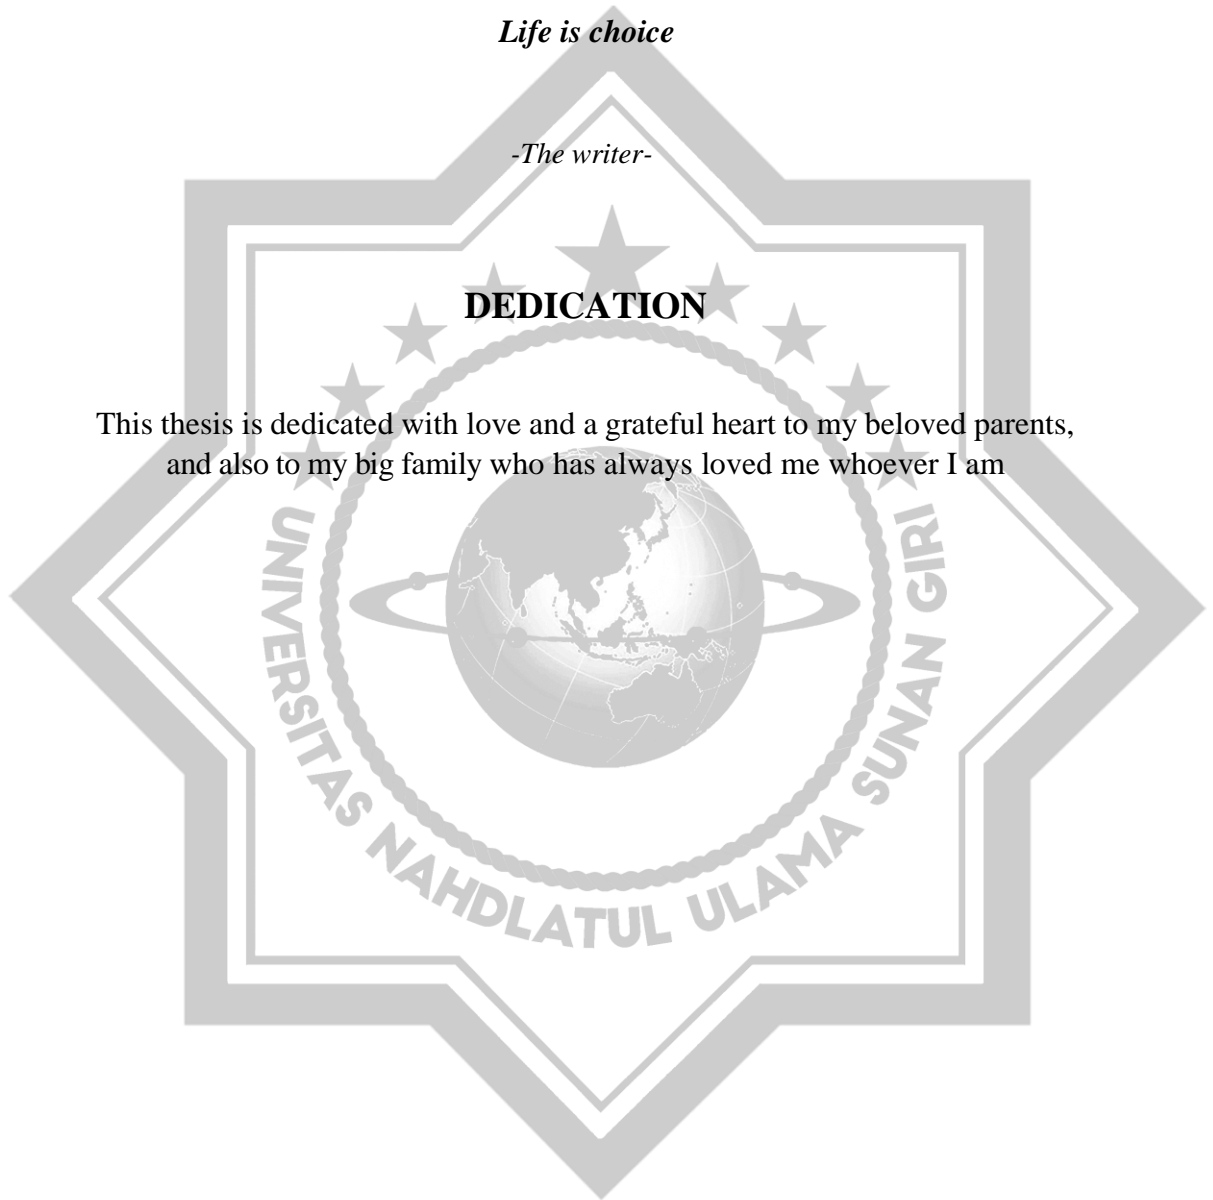 Life is choice
-The writer-
DEDICATION
This thesis is dedicated with love and a grateful heart to my beloved parents,
and also to my big family who has always loved me whoever I am
UNIVERSITAS NAHDLATUL ULAMA SUNAN GIRI